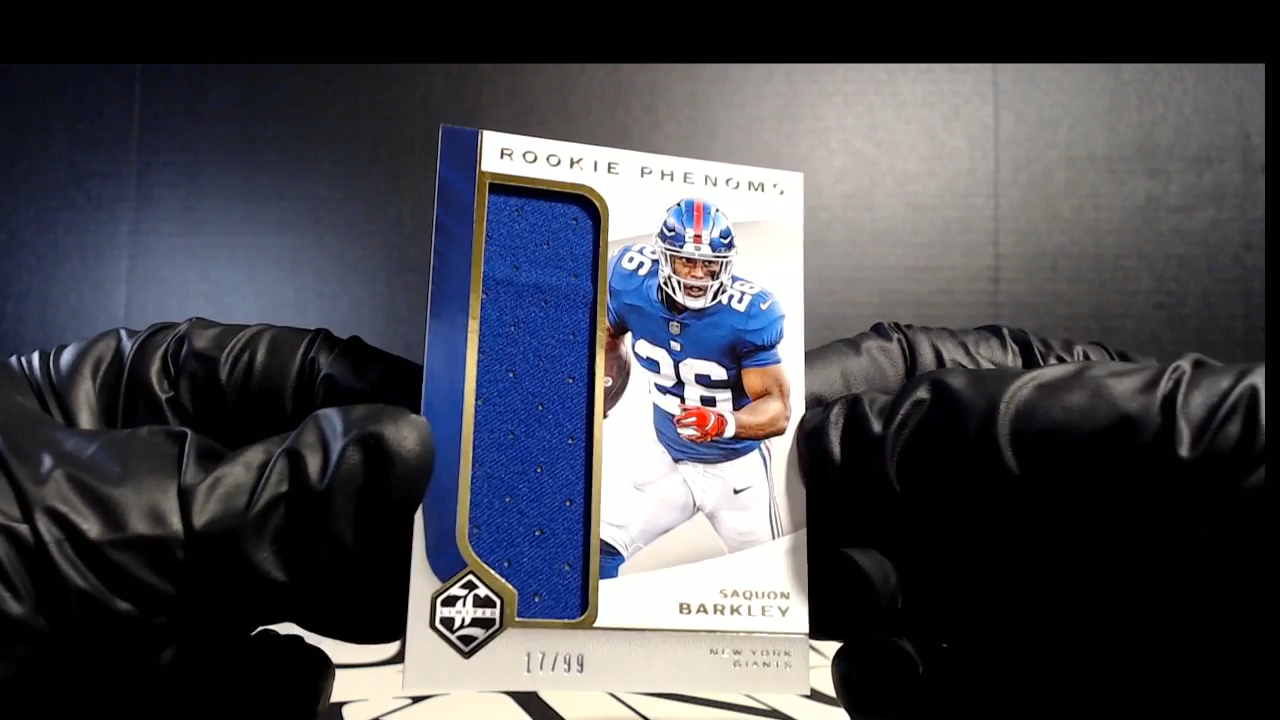 ROOKIE PHENOMS
26
26
26
SAQUON
BARKLEY
LIMITED
17/99
NEW YORK
GIANTS